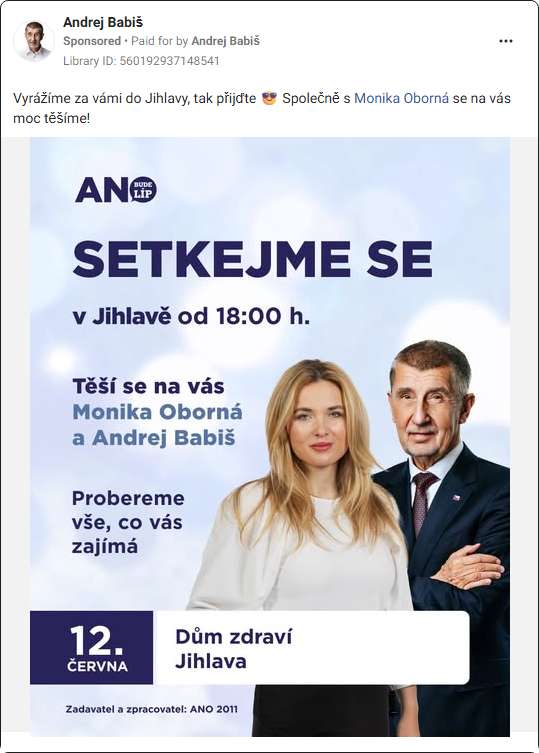 Andrej Babiš
Sponsored • Paid for by Andrej Babiš
Library ID: 560192937148541
Vyrážíme za vámi do Jihlavy, tak přijďte 😎 Společně s Monika Oborná se na vás
moc těšíme!
ANO
BUDE
LÍP
SETKEJME SE
v Jihlavě od 18:00 h.
Těší se na vás
Monika Oborná
a Andrej Babiš
Probereme
vše, co vás
zajímá
12.
ČERVNA
Dům zdraví
Jihlava
Zadavatel a zpracovatel: ANO 2011